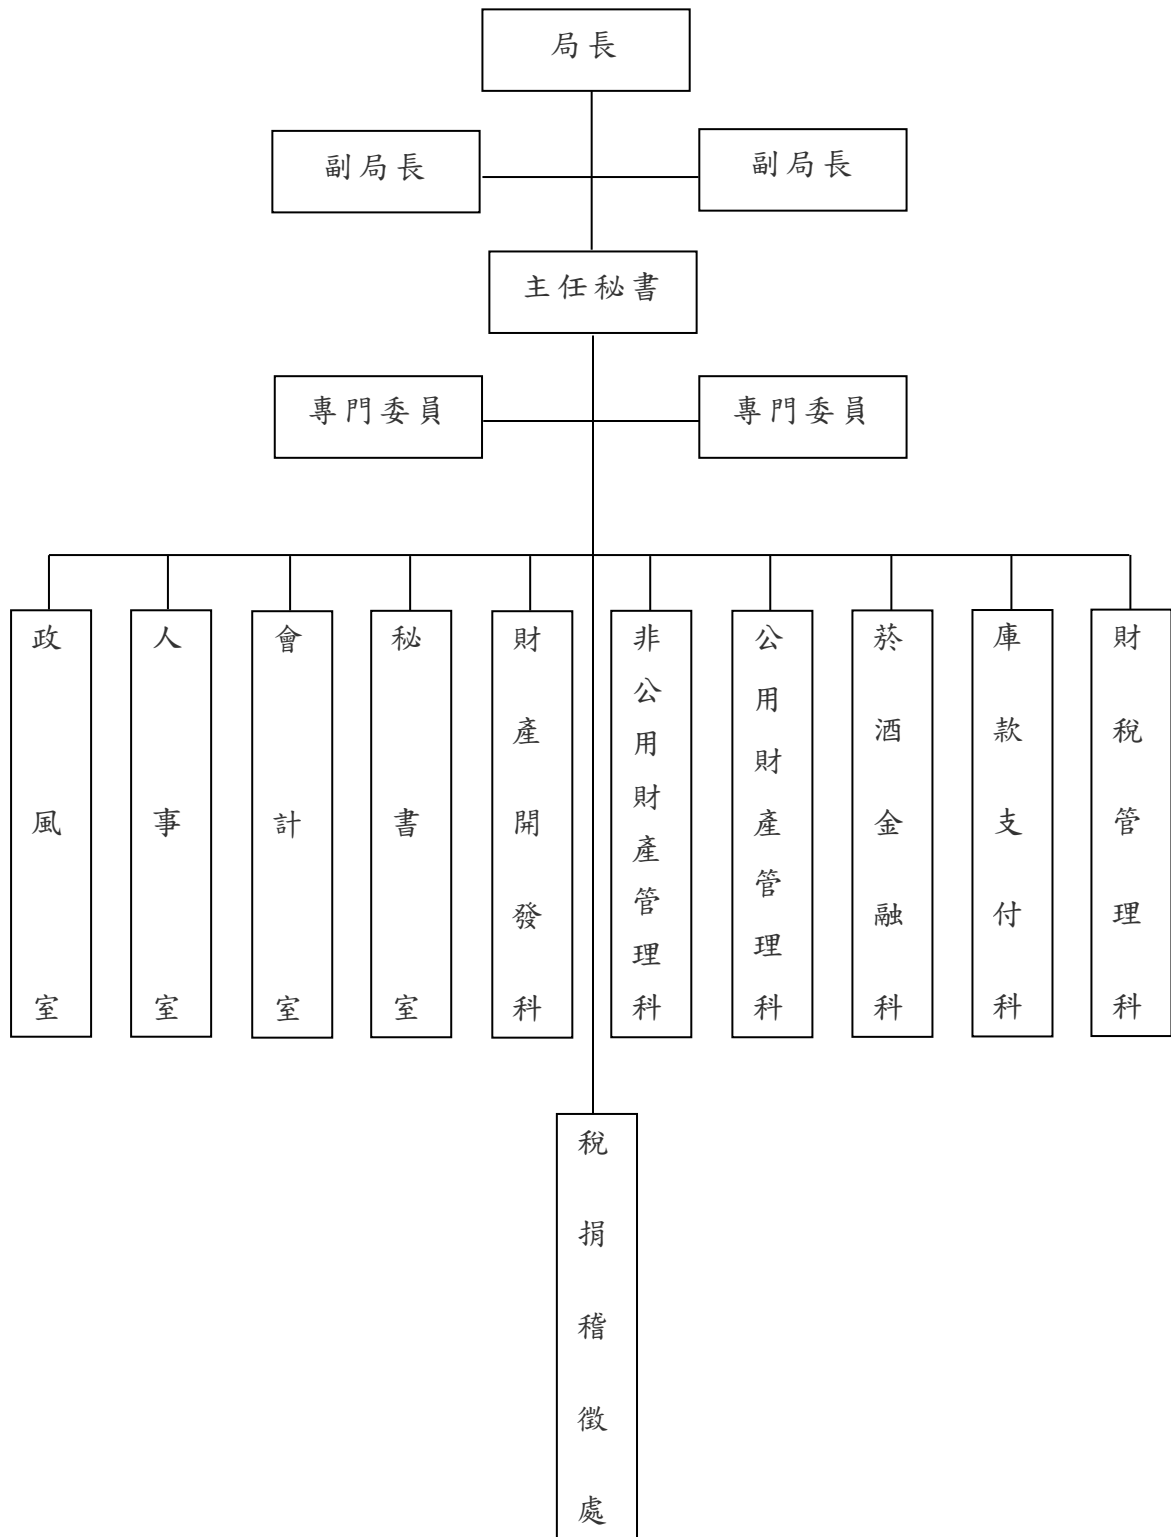 局長
副局長
副局長
主任秘書
專門委員
專門委員
政風室
人事室
會計室
秘書室
財產開發科
非公用財產管理科
公用財產管理科
菸酒金融科
庫款支付科
財稅管理科
稅捐稽徵處